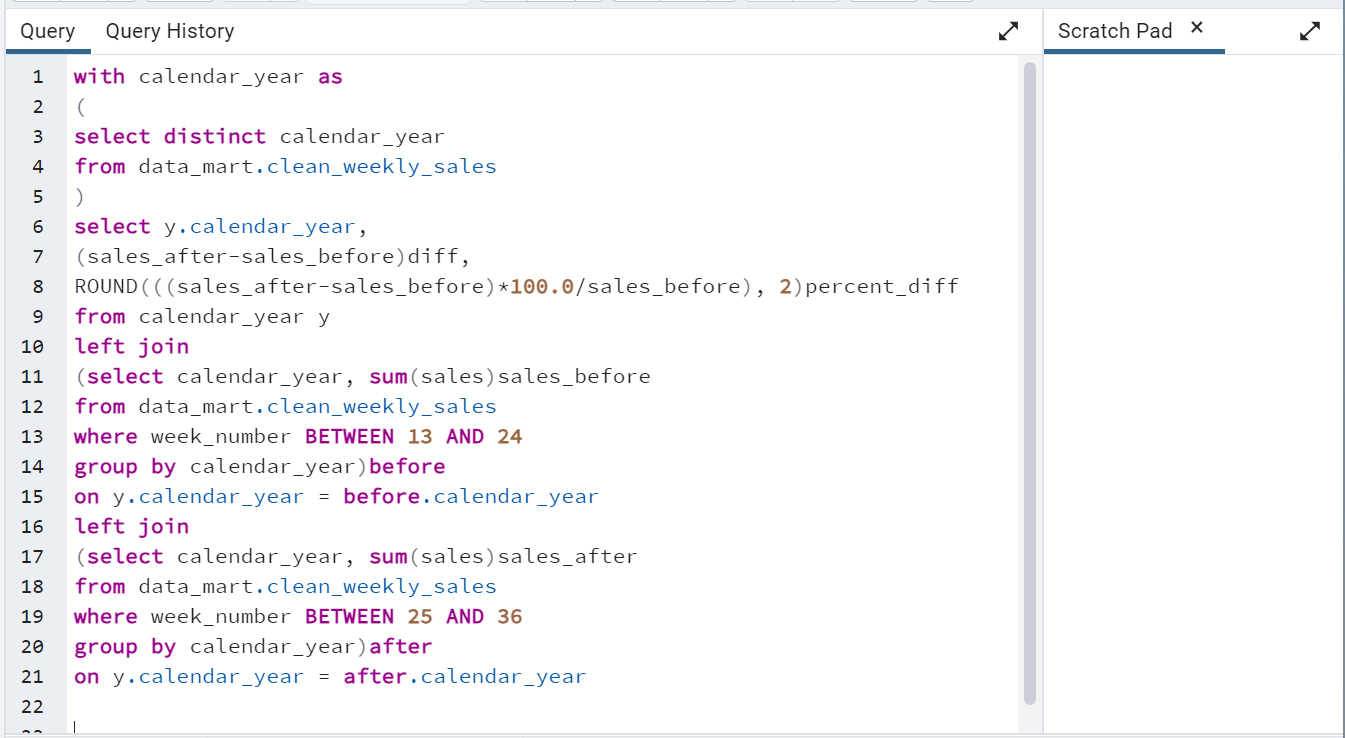 Query Query History Scratch Pad ×
1 with calendar_year as
2 (
3 select distinct calendar_year
4 from data_mart.clean_weekly_sales
5 )
6 select y.calendar_year,
7 (sales_after-sales_before)diff,
8 ROUND(((sales_after-sales_before)*100.0/sales_before), 2)percent_diff
9 from calendar_year y
10 left join
11 (select calendar_year, sum(sales)sales_before
12 from data_mart.clean_weekly_sales
13 where week_number BETWEEN 13 AND 24
14 group by calendar_year)before
15 on y.calendar_year = before.calendar_year
16 left join
17 (select calendar_year, sum(sales)sales_after
18 from data_mart.clean_weekly_sales
19 where week_number BETWEEN 25 AND 36
20 group by calendar_year)after
21 on y.calendar_year = after.calendar_year
22